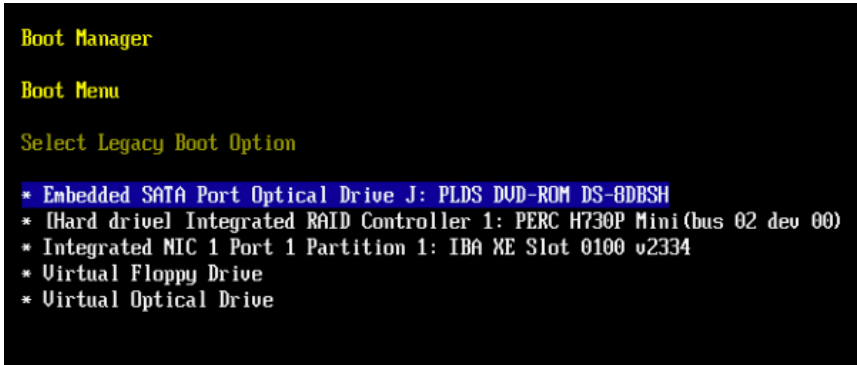 Boot Manager
Boot Menu
Select Legacy Boot Option
* Embedded SATA Port Optical Drive J: PLDS DVD-ROM DS-8DBSH
* [Hard drive] Integrated RAID Controller 1: PERC H730P Mini(bus 02 dev 00)
* Integrated NIC 1 Port 1 Partition 1: IBA XE Slot 0100 v2334
* Virtual Floppy Drive
* Virtual Optical Drive